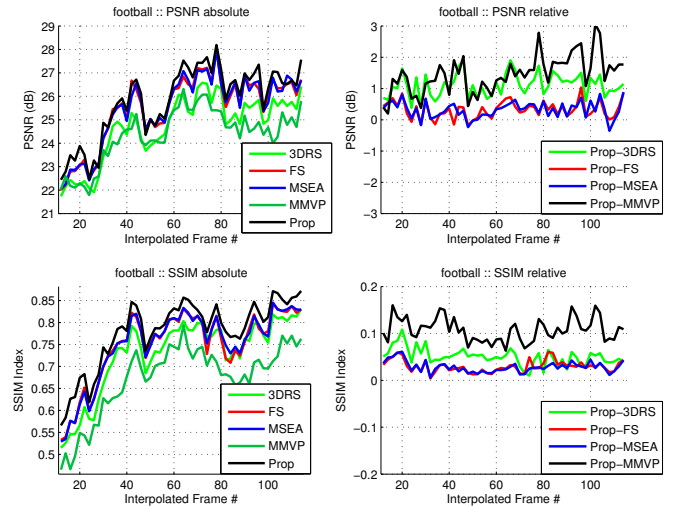 football :: PSNR absolute
29
28
27
26
25
24
23
22
21
PSNR (dB)
20
40
60
80
100
Interpolated Frame #
3DRS
FS
MSEA
MMVP
Prop
football :: PSNR relative
3
2
1
0
−1
−2
−3
PSNR (dB)
20
40
60
80
100
Interpolated Frame #
Prop−3DRS
Prop−FS
Prop−MSEA
Prop−MMVP
football :: SSIM absolute
0.85
0.8
0.75
0.7
0.65
0.6
0.55
0.5
SSIM Index
20
40
60
80
100
Interpolated Frame #
3DRS
FS
MSEA
MMVP
Prop
football :: SSIM relative
0.2
0.1
0
−0.1
−0.2
SSIM Index
20
40
60
80
100
Interpolated Frame #
Prop−3DRS
Prop−FS
Prop−MSEA
Prop−MMVP